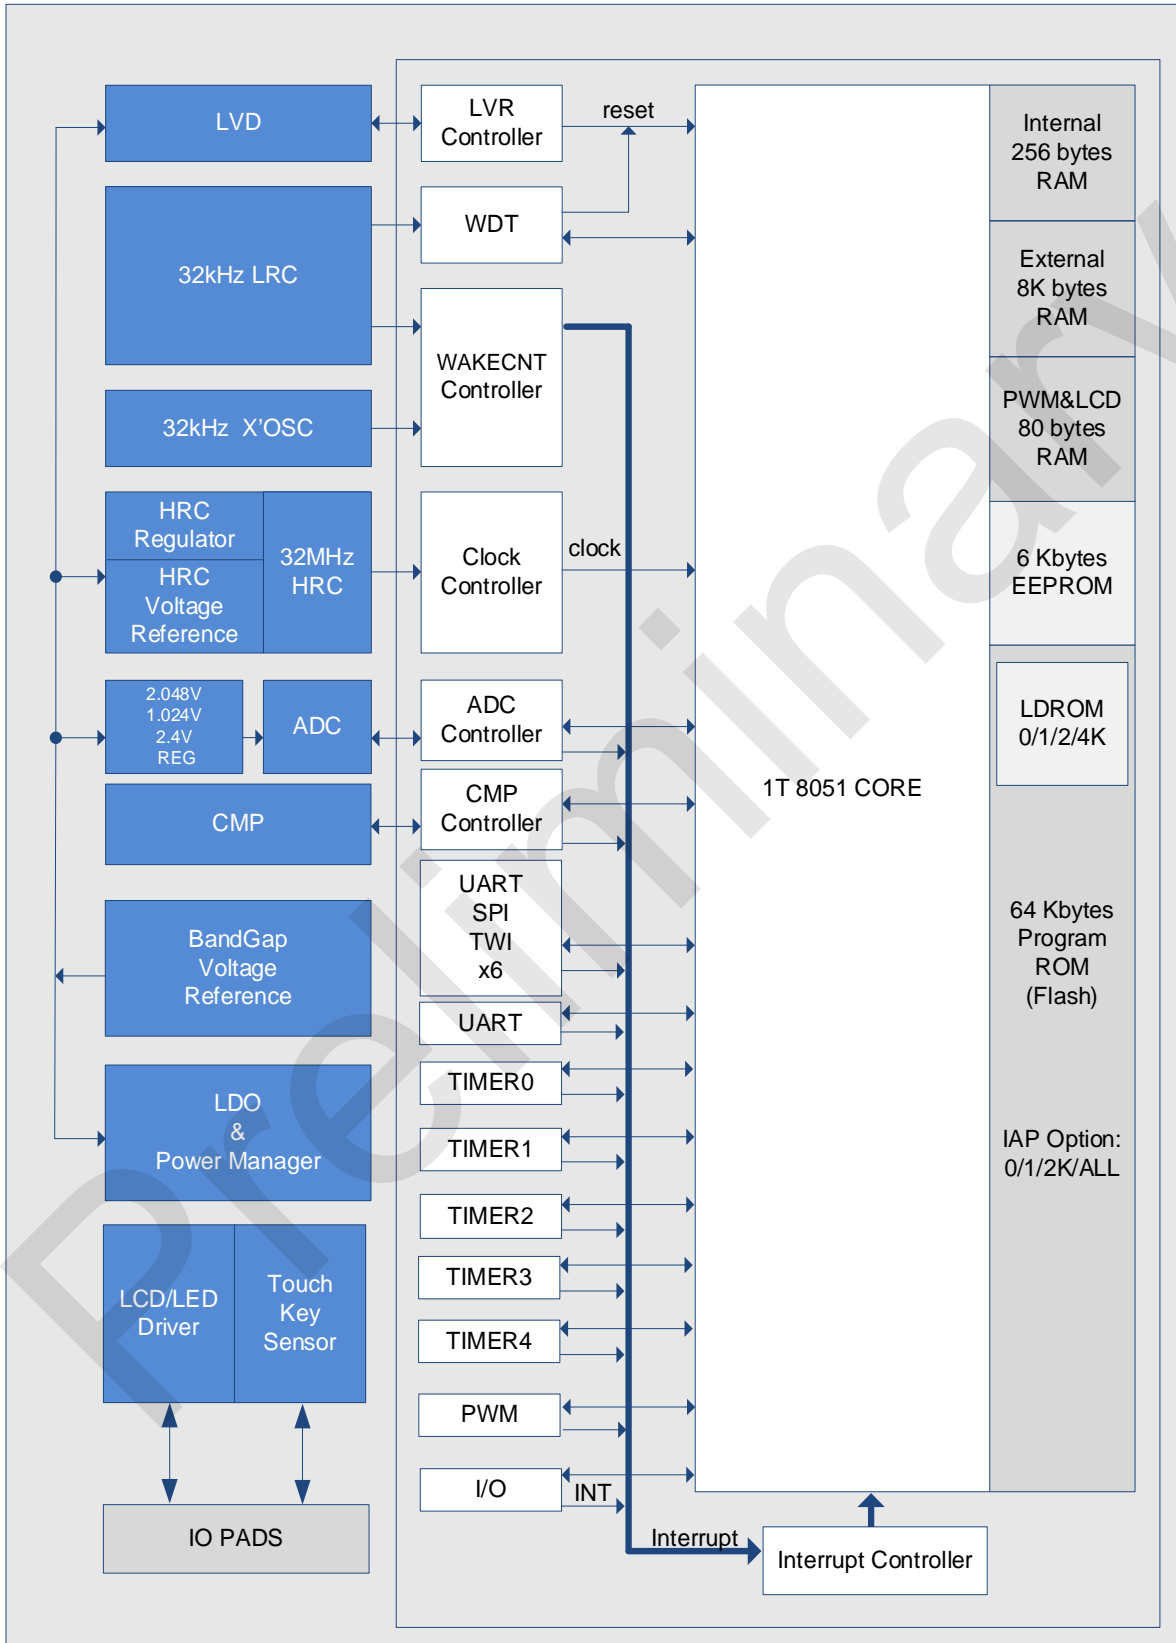 LVD
LVR
Controller
reset
Internal
256 bytes
RAM
32kHz LRC
WDT
External
8K bytes
RAM
WAKECNT
Controller
32kHz X'OSC
PWM&LCD
80 bytes
RAM
HRC
Regulator
HRC
Voltage
Reference
32MHz
HRC
Clock
Controller
clock
6 Kbytes
EEPROM
2.048V
1.024V
2.4V
REG
ADC
ADC
Controller
LDROM
0/1/2/4K
1T 8051 CORE
CMP
CMP
Controller
UART
SPI
TWI
x6
BandGap
Voltage
Reference
64 Kbytes
Program
ROM
(Flash)
UART
TIMER0
LDO
&
Power Manager
TIMER1
IAP Option:
0/1/2K/ALL
TIMER2
LCD/LED
Driver
Touch
Key
Sensor
TIMER3
TIMER4
PWM
I/O
INT
IO PADS
Interrupt
Interrupt Controller
Preliminary